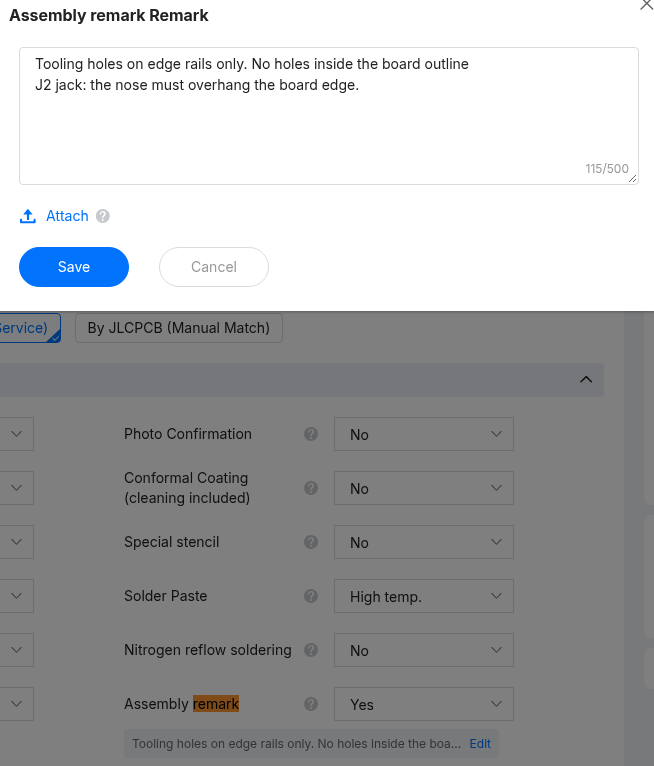 Assembly remark Remark
Tooling holes on edge rails only. No holes inside the board outline
J2 jack: the nose must overhang the board edge.
115/500
Attach ?
Save Cancel
Service) By JLCPCB (Manual Match)
Photo Confirmation ? No
Conformal Coating
(cleaning included) ? No
Special stencil ? No
Solder Paste ? High temp.
Nitrogen reflow soldering ? No
Assembly remark ? Yes
Tooling holes on edge rails only. No holes inside the boa... Edit